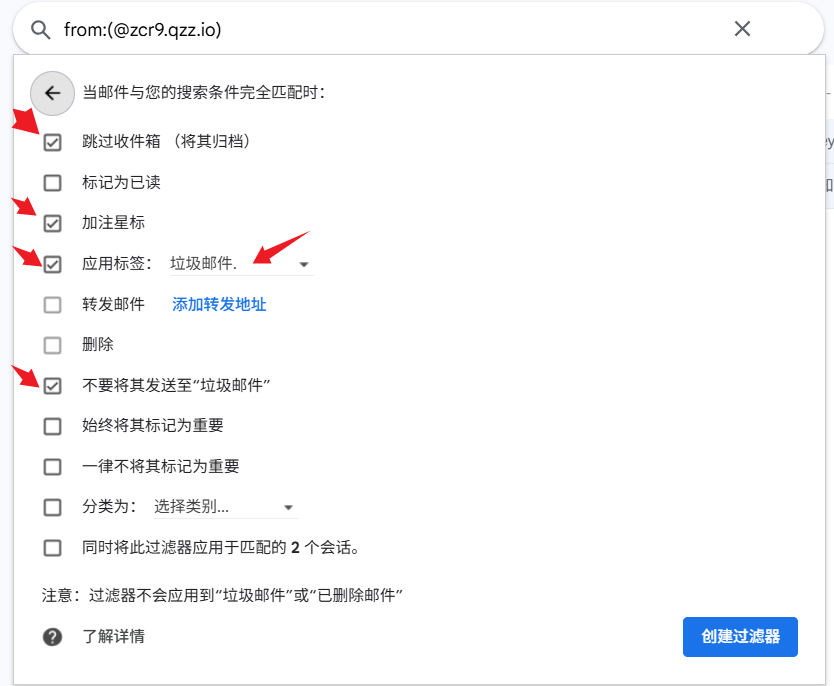 from:(@zcr9.qzz.io)
当邮件与您的搜索条件完全匹配时：
跳过收件箱 （将其归档）
标记为已读
加注星标
应用标签： 垃圾邮件.
转发邮件 添加转发地址
删除
不要将其发送至“垃圾邮件”
始终将其标记为重要
一律不将其标记为重要
分类为： 选择类别...
同时将此过滤器应用于匹配的 2 个会话。
注意：过滤器不会应用到“垃圾邮件”或“已删除邮件”
了解详情
创建过滤器